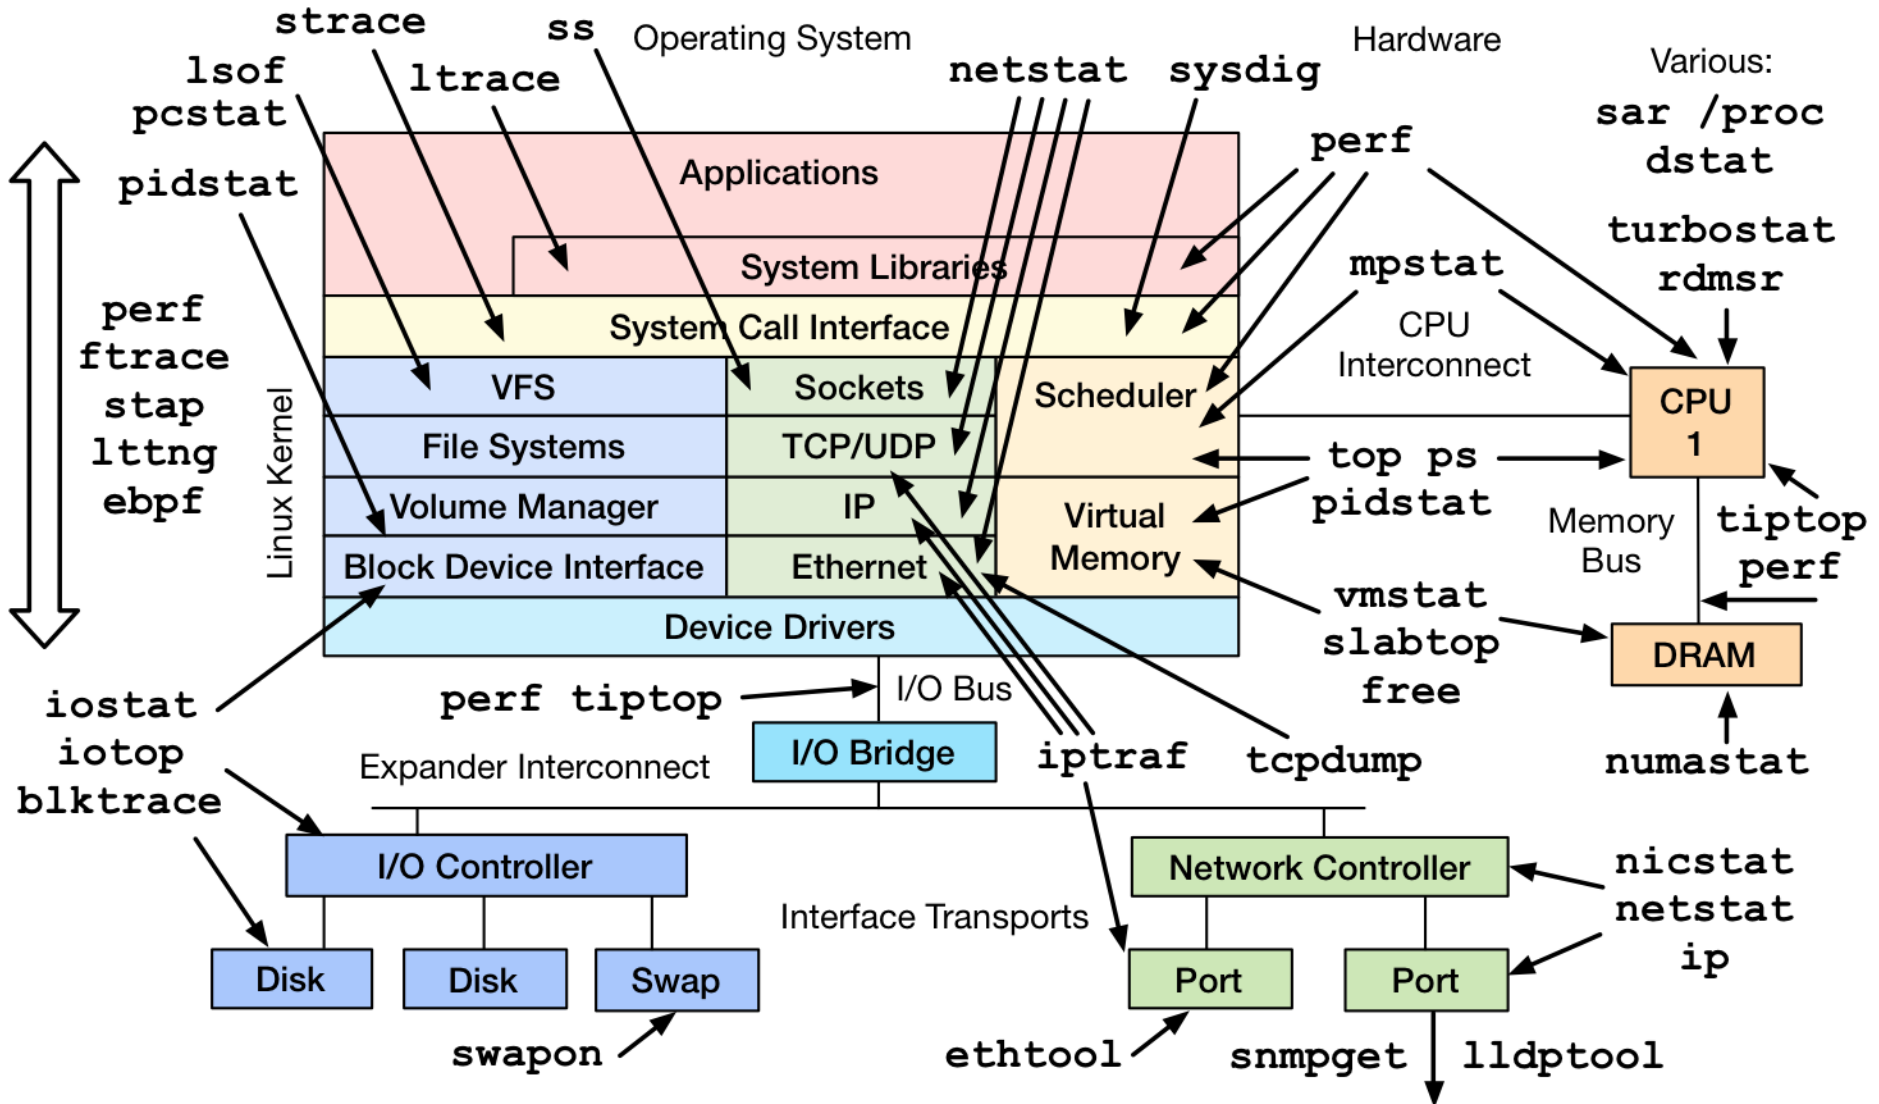 strace
ss
Operating System
Hardware
lsof
pcstat
ltrace
netstat
sysdig
Various:
sar /proc
dstat
perf
pidstat
Applications
turbostat
rdmsr
System Libraries
mpstat
perf
ftrace
stap
lttng
ebpf
System Call Interface
CPU
Interconnect
Linux Kernel
VFS
Sockets
Scheduler
CPU
1
File Systems
TCP/UDP
top ps
pidstat
Volume Manager
IP
Virtual
Memory
Memory
Bus
tiptop
perf
Block Device Interface
Ethernet
vmstat
slabtop
free
Device Drivers
DRAM
iostat
iotop
blktrace
perf tiptop
I/O Bus
I/O Bridge
iptraf
tcpdump
numastat
Expander Interconnect
I/O Controller
Network Controller
nicstat
netstat
ip
Interface Transports
Disk
Disk
Swap
Port
Port
swapon
ethtool
snmpget
lldptool